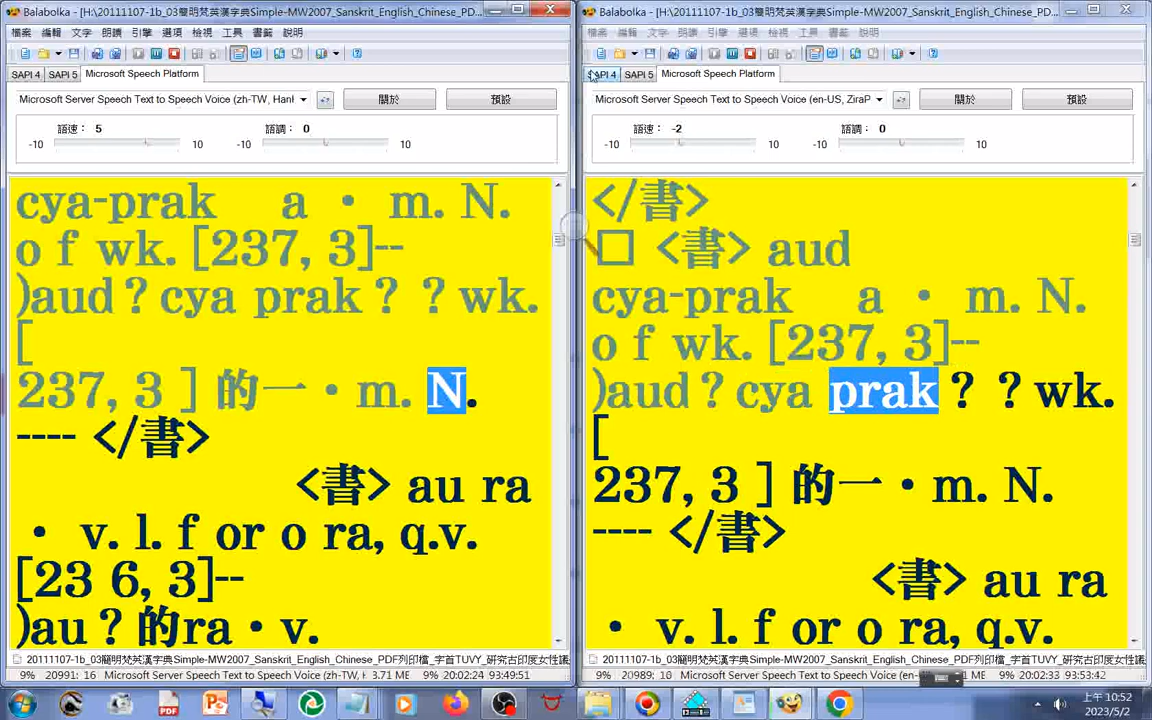 Balabolka - [H:\20111107-1b_03簡明梵英漢字典Simple-MW2007_Sanskrit_English_Chinese_PD...
檔案 編輯 文字 朗讀 引擎 選項 檢視 工具 書籤 說明
SAPI 4 SAPI 5 Microsoft Speech Platform
Microsoft Server Speech Text to Speech Voice (zh-TW, Hanl 關於 預設
語速： 5 語調： 0
-10 10 -10 10
cya-prak a • m. N.
o f wk. [237, 3]--
)aud？cya prak？？wk.
[
237, 3 ] 的一•m. N.
---- </書>
<書> au ra
• v. l. f or o ra, q.v.
[23 6, 3]--
)au？的ra•v.
20111107-1b_03簡明梵英漢字典Simple-MW2007_Sanskrit_English_Chinese_PDF列印檔_字首TUVY_研究古印度女性議
9% 20991: 16 Microsoft Server Speech Text to Speech Voice (zh-TW, H 3.71 MB 9% 20:02:24 93:49:51
Balabolka - [H:\20111107-1b_03簡明梵英漢字典Simple-MW2007_Sanskrit_English_Chinese_PD...
檔案 編輯 文字 朗讀 引擎 選項 檢視 工具 書籤 說明
SAPI 4 SAPI 5 Microsoft Speech Platform
Microsoft Server Speech Text to Speech Voice (en-US, ZiraP 關於 預設
語速： -2 語調： 0
-10 10 -10 10
</書>
□ <書> aud
cya-prak a • m. N.
o f wk. [237, 3]--
)aud？cya prak？？wk.
[
237, 3 ] 的一•m. N.
---- </書>
<書> au ra
• v. l. f or o ra, q.v.
20111107-1b_03簡明梵英漢字典Simple-MW2007_Sanskrit_English_Chinese_PDF列印檔_字首TUVY_研究古印度女性議
9% 20989: 10 Microsoft Server Speech Text to Speech Voice (en-US, MB 9% 20:02:33 93:53:42
上午 10:52
2023/5/2